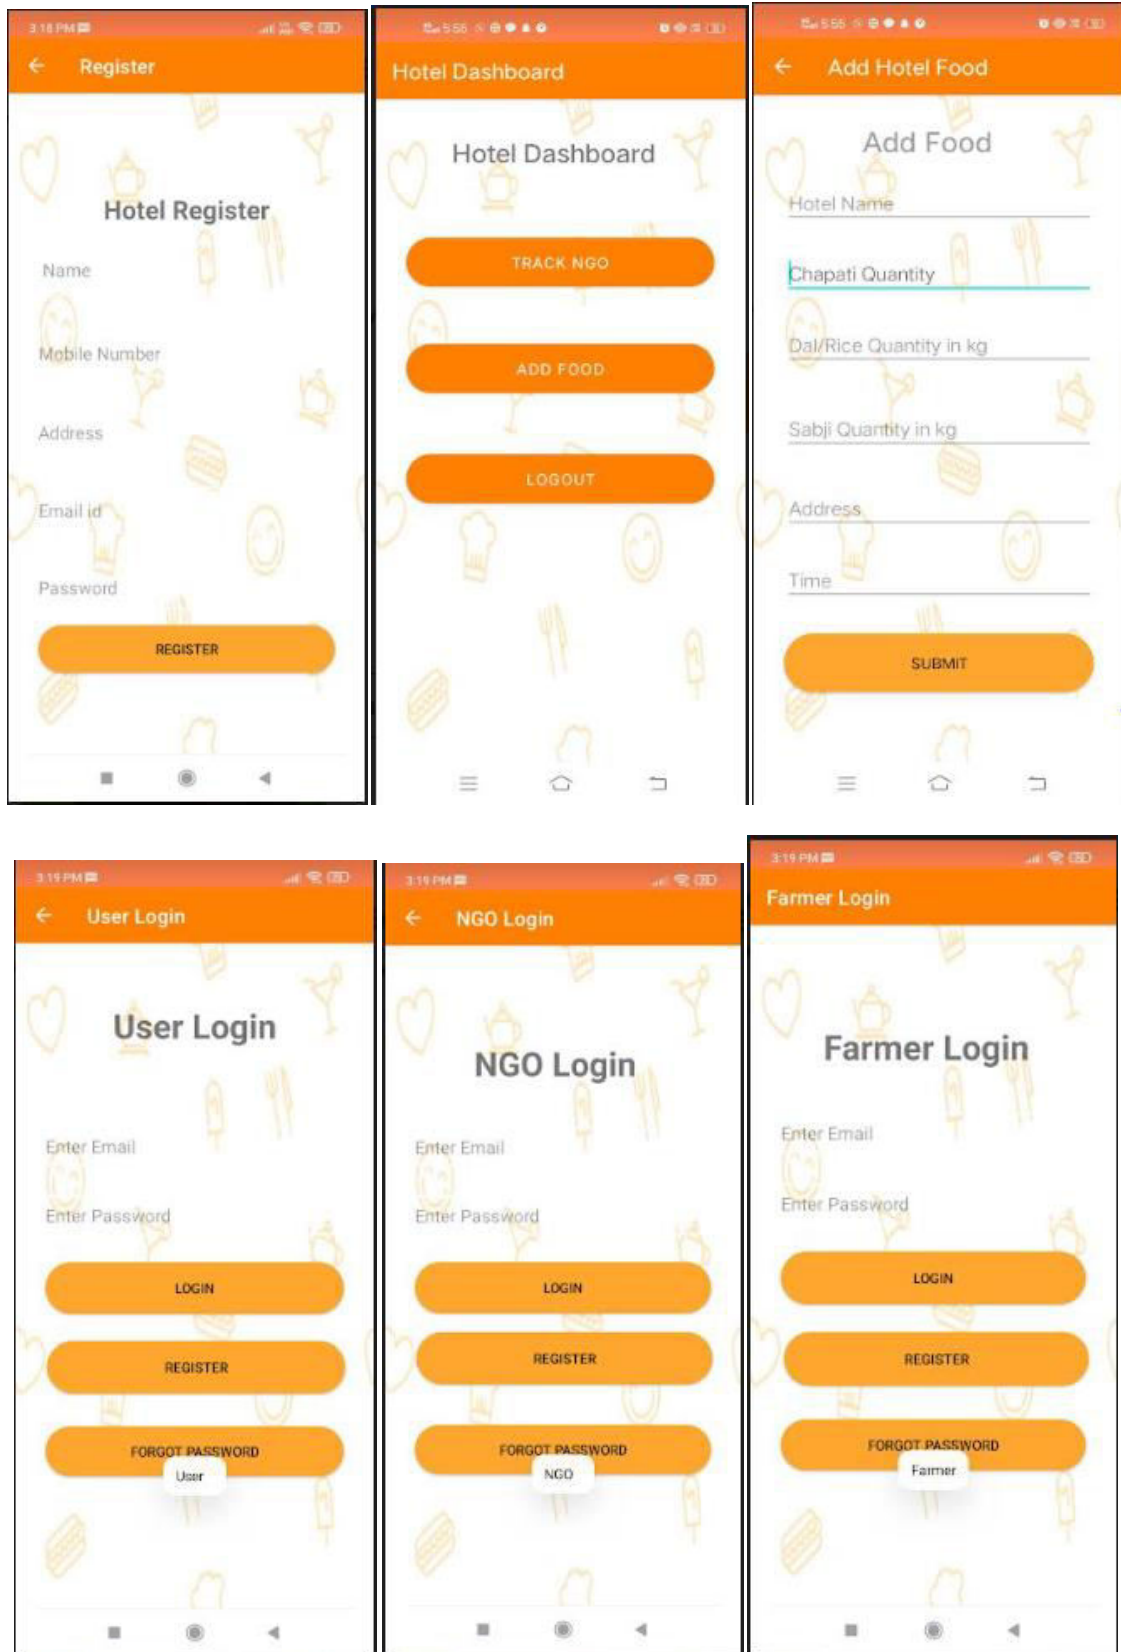 3:18 PM
Register
Hotel Register
Name
Mobile Number
Address
Email id
Password
REGISTER
5:55
Hotel Dashboard
Hotel Dashboard
TRACK NGO
ADD FOOD
LOGOUT
5:55
Add Hotel Food
Add Food
Hotel Name
Chapati Quantity
Dal/Rice Quantity in kg
Sabji Quantity in kg
Address
Time
SUBMIT
3:19 PM
User Login
User Login
Enter Email
Enter Password
LOGIN
REGISTER
FORGOT PASSWORD
User
3:19 PM
NGO Login
NGO Login
Enter Email
Enter Password
LOGIN
REGISTER
FORGOT PASSWORD
NGO
3:19 PM
Farmer Login
Farmer Login
Enter Email
Enter Password
LOGIN
REGISTER
FORGOT PASSWORD
Farmer